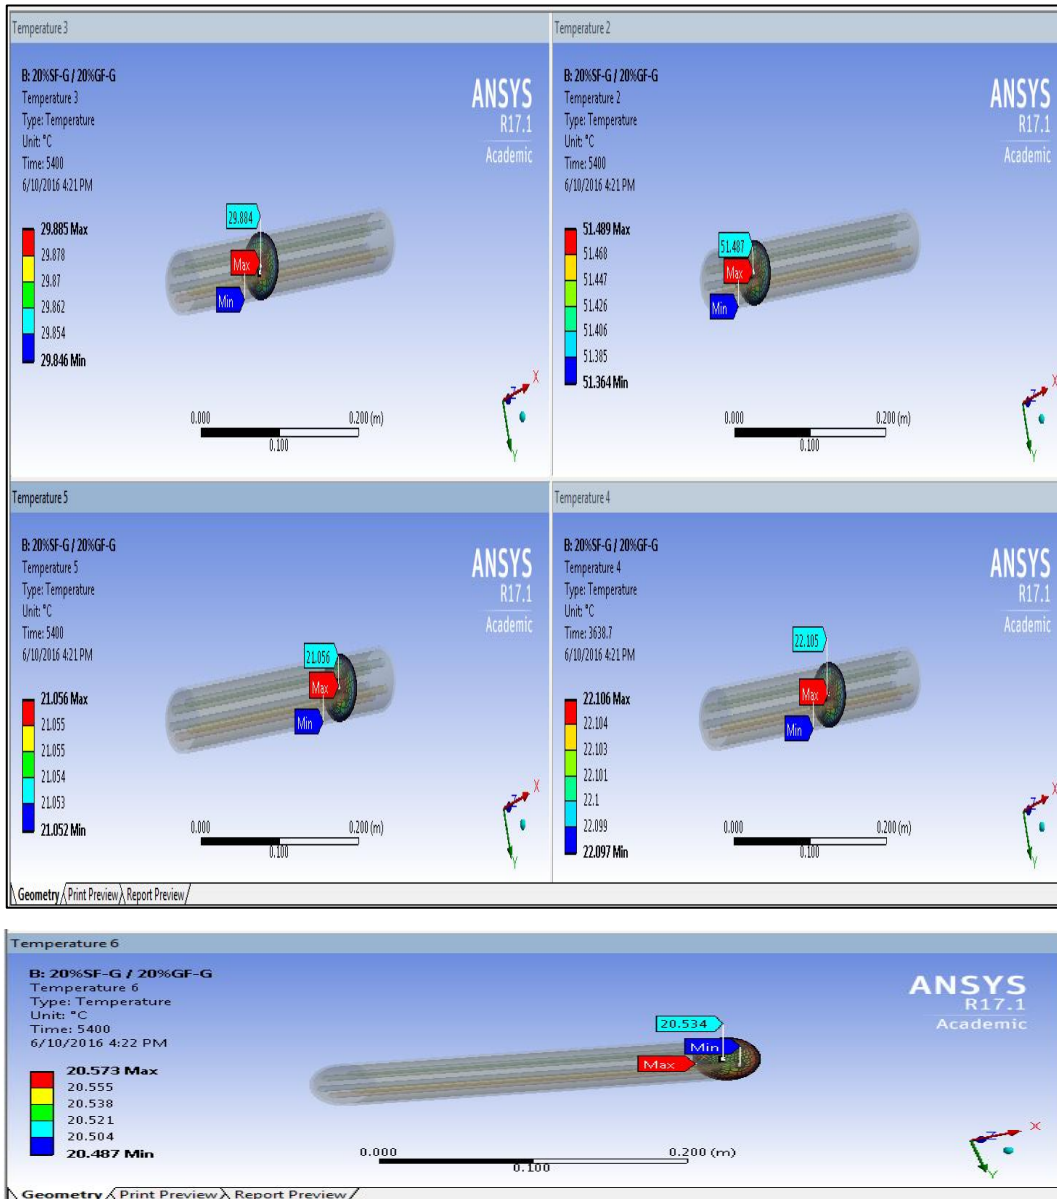 Temperature 3
B: 20%SF-G / 20%GF-G
Temperature 3
Type: Temperature
Unit: °C
Time: 5400
6/10/2016 4:21 PM
29.885 Max
29.878
29.87
29.862
29.854
29.846 Min
ANSYS
R17.1
Academic
29.884
Max
Min
0.000
0.200 (m)
0.100
X
Z
Y
Temperature 2
B: 20%SF-G / 20%GF-G
Temperature 2
Type: Temperature
Unit: °C
Time: 5400
6/10/2016 4:21 PM
51.489 Max
51.468
51.447
51.426
51.406
51.385
51.364 Min
ANSYS
R17.1
Academic
51.487
Max
Min
0.000
0.200 (m)
0.100
X
Z
Y
Temperature 5
B: 20%SF-G / 20%GF-G
Temperature 5
Type: Temperature
Unit: °C
Time: 5400
6/10/2016 4:21 PM
21.056 Max
21.055
21.055
21.054
21.053
21.052 Min
ANSYS
R17.1
Academic
21.056
Max
Min
0.000
0.200 (m)
0.100
X
Z
Y
Temperature 4
B: 20%SF-G / 20%GF-G
Temperature 4
Type: Temperature
Unit: °C
Time: 3638.7
6/10/2016 4:21 PM
22.106 Max
22.104
22.103
22.101
22.1
22.099
22.097 Min
ANSYS
R17.1
Academic
22.105
Max
Min
0.000
0.200 (m)
0.100
X
Z
Y
Geometry / Print Preview \ Report Preview /
Temperature 6
B: 20%SF-G / 20%GF-G
Temperature 6
Type: Temperature
Unit: °C
Time: 5400
6/10/2016 4:22 PM
20.573 Max
20.555
20.538
20.521
20.504
20.487 Min
ANSYS
R17.1
Academic
20.534
Min
Max
0.000
0.200 (m)
0.100
X
Z
Y
Geometry / Print Preview \ Report Preview /